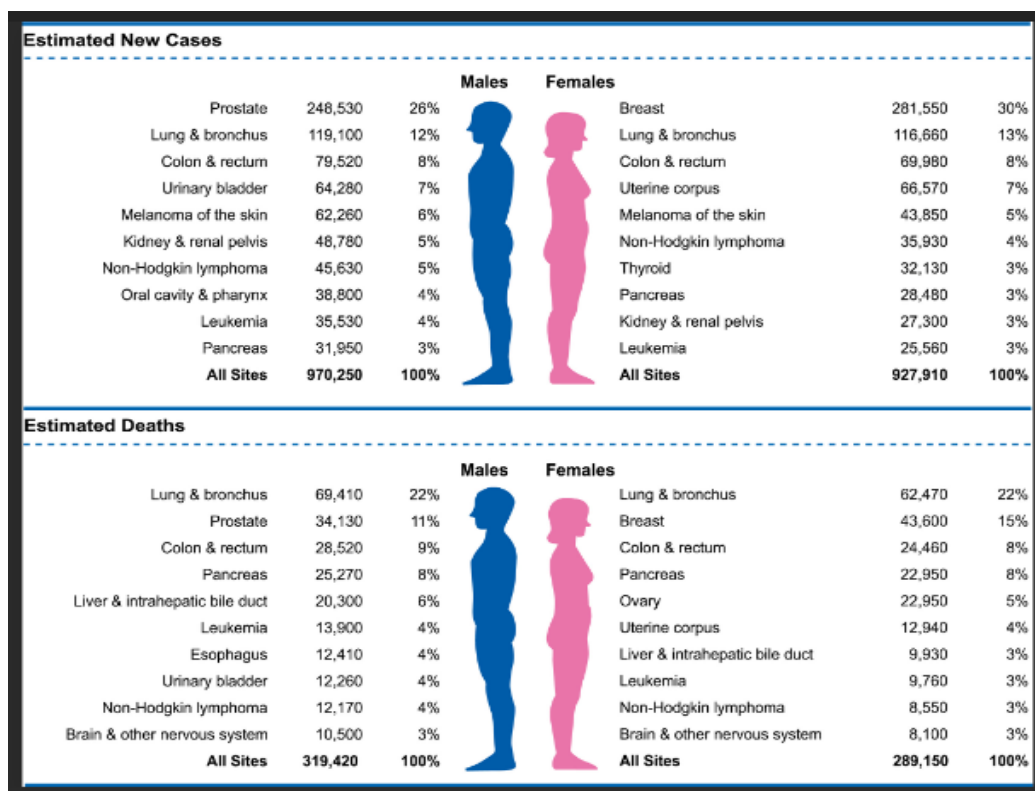 Estimated New Cases
Males Females
Prostate 248,530 26% Breast 281,550 30%
Lung & bronchus 119,100 12% Lung & bronchus 116,660 13%
Colon & rectum 79,520 8% Colon & rectum 69,980 8%
Urinary bladder 64,280 7% Uterine corpus 66,570 7%
Melanoma of the skin 62,260 6% Melanoma of the skin 43,850 5%
Kidney & renal pelvis 48,780 5% Non-Hodgkin lymphoma 35,930 4%
Non-Hodgkin lymphoma 45,630 5% Thyroid 32,130 3%
Oral cavity & pharynx 38,800 4% Pancreas 28,480 3%
Leukemia 35,530 4% Kidney & renal pelvis 27,300 3%
Pancreas 31,950 3% Leukemia 25,560 3%
All Sites 970,250 100% All Sites 927,910 100%
Estimated Deaths
Males Females
Lung & bronchus 69,410 22% Lung & bronchus 62,470 22%
Prostate 34,130 11% Breast 43,600 15%
Colon & rectum 28,520 9% Colon & rectum 24,460 8%
Pancreas 25,270 8% Pancreas 22,950 8%
Liver & intrahepatic bile duct 20,300 6% Ovary 22,950 5%
Leukemia 13,900 4% Uterine corpus 12,940 4%
Esophagus 12,410 4% Liver & intrahepatic bile duct 9,930 3%
Urinary bladder 12,260 4% Leukemia 9,760 3%
Non-Hodgkin lymphoma 12,170 4% Non-Hodgkin lymphoma 8,550 3%
Brain & other nervous system 10,500 3% Brain & other nervous system 8,100 3%
All Sites 319,420 100% All Sites 289,150 100%